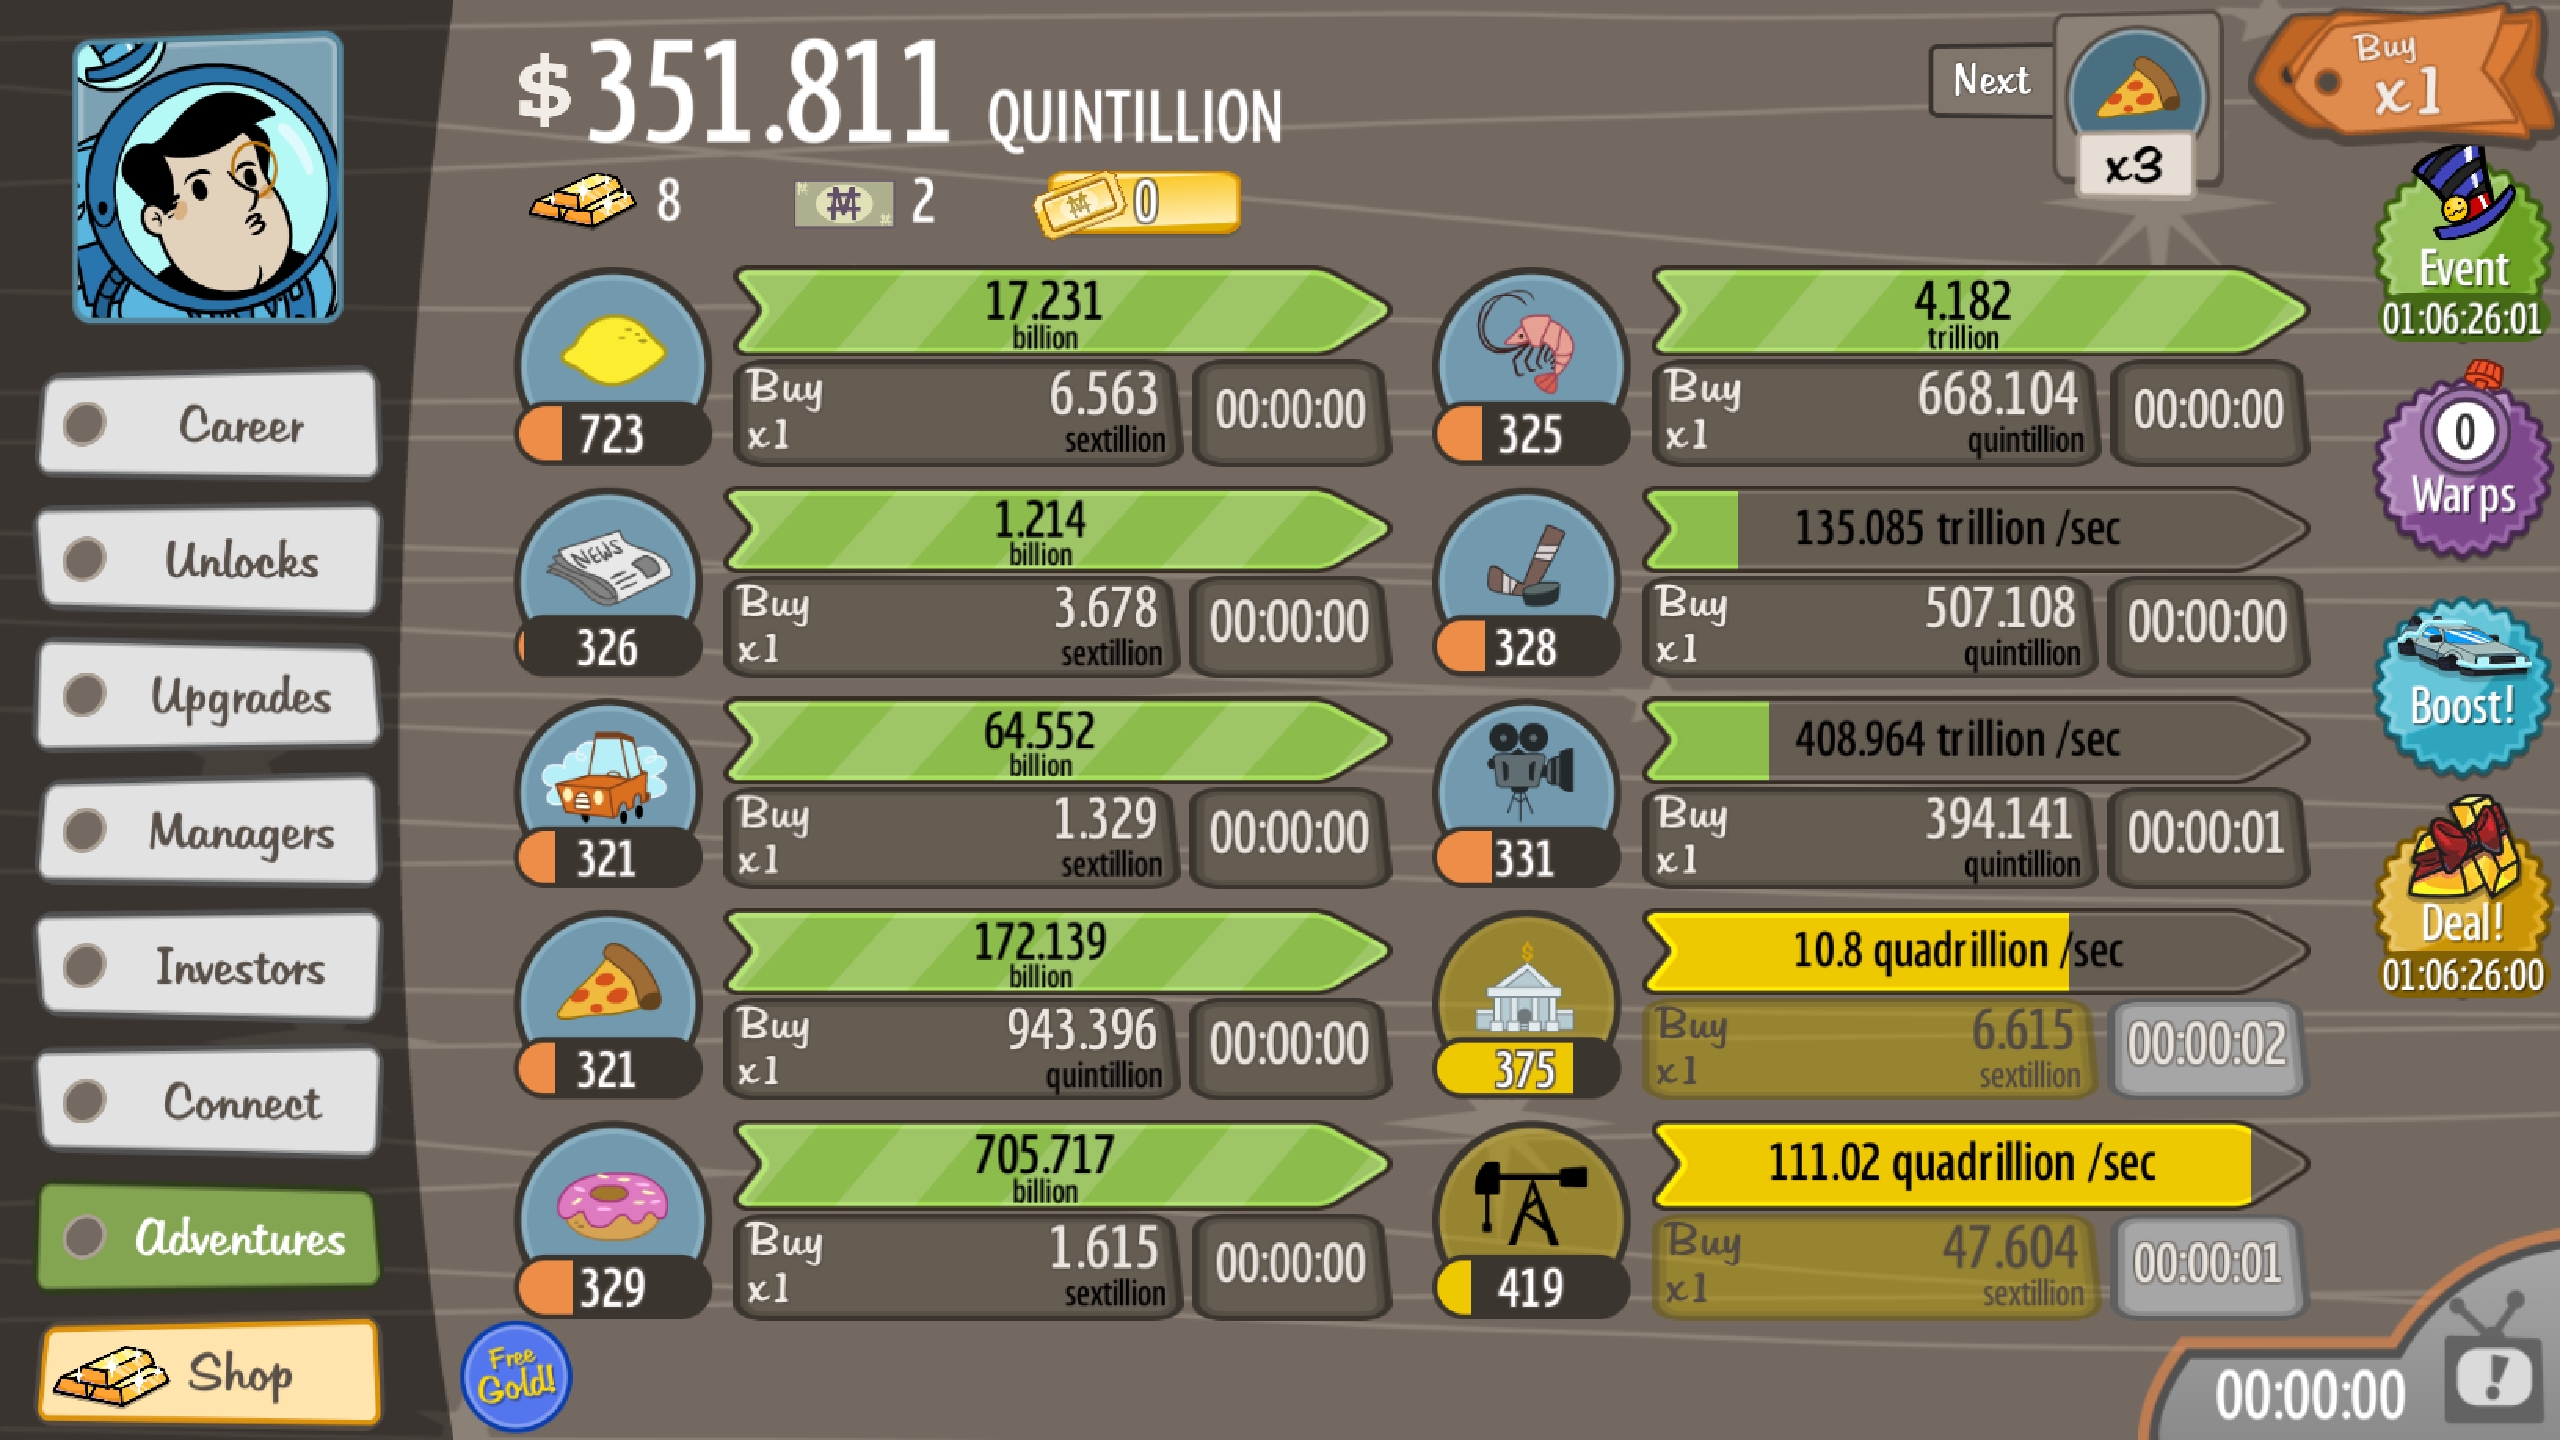 $351.811 QUINTILLION
8
2
0
Next
x3
Buy
x1
Career
Unlocks
Upgrades
Managers
Investors
Connect
Adventures
Shop
17.231
billion
723
Buy
x1
6.563
sextillion
00:00:00
NEWS
1.214
billion
326
Buy
x1
3.678
sextillion
00:00:00
64.552
billion
321
Buy
x1
1.329
sextillion
00:00:00
172.139
billion
321
Buy
x1
943.396
quintillion
00:00:00
705.717
billion
329
Buy
x1
1.615
sextillion
00:00:00
4.182
trillion
325
Buy
x1
668.104
quintillion
00:00:00
135.085 trillion /sec
328
Buy
x1
507.108
quintillion
00:00:00
408.964 trillion /sec
331
Buy
x1
394.141
quintillion
00:00:01
10.8 quadrillion /sec
375
Buy
x1
6.615
sextillion
00:00:02
111.02 quadrillion /sec
419
Buy
x1
47.604
sextillion
00:00:01
Event
01:06:26:01
0
Warps
Boost!
Deal!
01:06:26:00
Free
Gold!
00:00:00
!